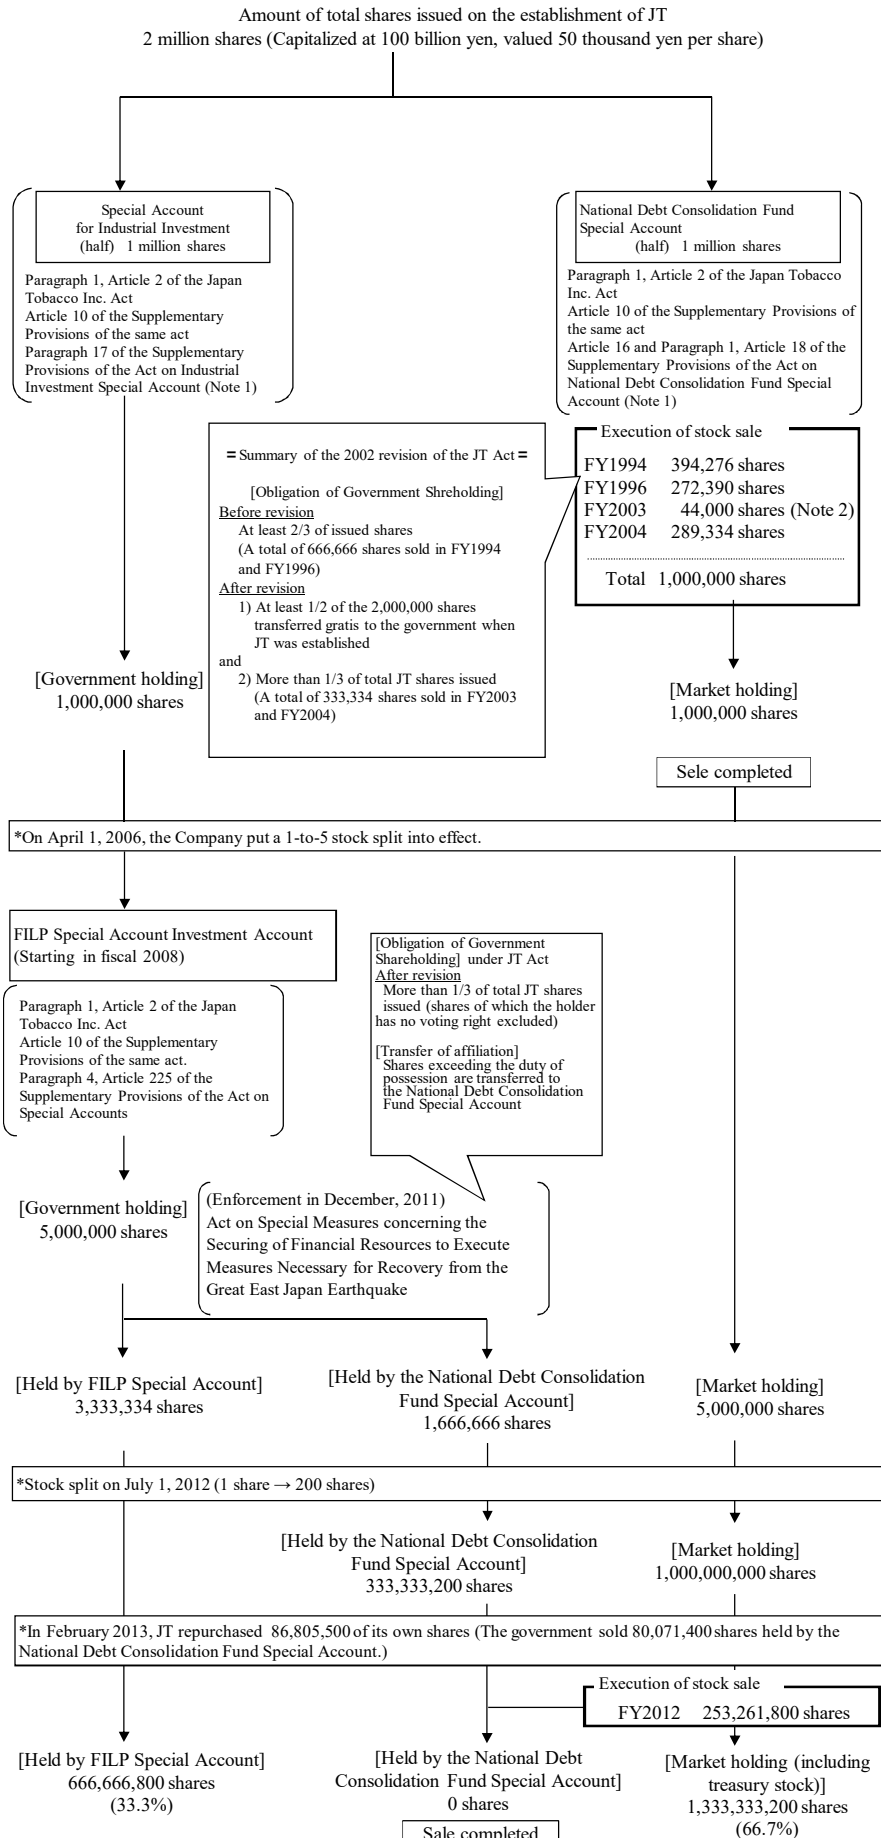 Amount of total shares issued on the establishment of JT
2 million shares (Capitalized at 100 billion yen, valued 50 thousand yen per share)
Special Account
for Industrial Investment
(half) 1 million shares
Paragraph 1, Article 2 of the Japan
Tobacco Inc. Act
Article 10 of the Supplementary
Provisions of the same act
Paragraph 17 of the Supplementary
Provisions of the Act on Industrial
Investment Special Account (Note 1)
National Debt Consolidation Fund
Special Account
(half) 1 million shares
Paragraph 1, Article 2 of the Japan Tobacco
Inc. Act
Article 10 of the Supplementary Provisions of
the same act
Article 16 and Paragraph 1, Article 18 of the
Supplementary Provisions of the Act on
National Debt Consolidation Fund Special
Account (Note 1)
Execution of stock sale
FY1994 394,276 shares
FY1996 272,390 shares
FY2003 44,000 shares (Note 2)
FY2004 289,334 shares
Total 1,000,000 shares
=Summary of the 2002 revision of the JT Act=
[Obligation of Government Shreholding]
Before revision
At least 2/3 of issued shares
(A total of 666,666 shares sold in FY1994
and FY1996)
After revision
1) At least 1/2 of the 2,000,000 shares
transferred gratis to the government when
JT was established
and
2) More than 1/3 of total JT shares issued
(A total of 333,334 shares sold in FY2003
and FY2004)
[Government holding]
1,000,000 shares
[Market holding]
1,000,000 shares
Sele completed
*On April 1, 2006, the Company put a 1-to-5 stock split into effect.
FILP Special Account Investment Account
(Starting in fiscal 2008)
Paragraph 1, Article 2 of the Japan
Tobacco Inc. Act
Article 10 of the Supplementary
Provisions of the same act.
Paragraph 4, Article 225 of the
Supplementary Provisions of the Act on
Special Accounts
[Obligation of Government
Shareholding] under JT Act
After revision
More than 1/3 of total JT shares
issued (shares of which the holder
has no voting right excluded)
[Transfer of affiliation]
Shares exceeding the duty of
possession are transferred to
the National Debt Consolidation
Fund Special Account
[Government holding]
5,000,000 shares
(Enforcement in December, 2011)
Act on Special Measures concerning the
Securing of Financial Resources to Execute
Measures Necessary for Recovery from the
Great East Japan Earthquake
[Held by FILP Special Account]
3,333,334 shares
[Held by the National Debt Consolidation
Fund Special Account]
1,666,666 shares
[Market holding]
5,000,000 shares
*Stock split on July 1, 2012 (1 share → 200 shares)
[Held by the National Debt Consolidation
Fund Special Account]
333,333,200 shares
[Market holding]
1,000,000,000 shares
*In February 2013, JT repurchased 86,805,500 of its own shares (The government sold 80,071,400 shares held by the
National Debt Consolidation Fund Special Account.)
Execution of stock sale
FY2012 253,261,800 shares
[Held by FILP Special Account]
666,666,800 shares
(33.3%)
[Held by the National Debt
Consolidation Fund Special Account]
0 shares
Sale completed
[Market holding (including
treasury stock)]
1,333,333,200 shares
(66.7%)